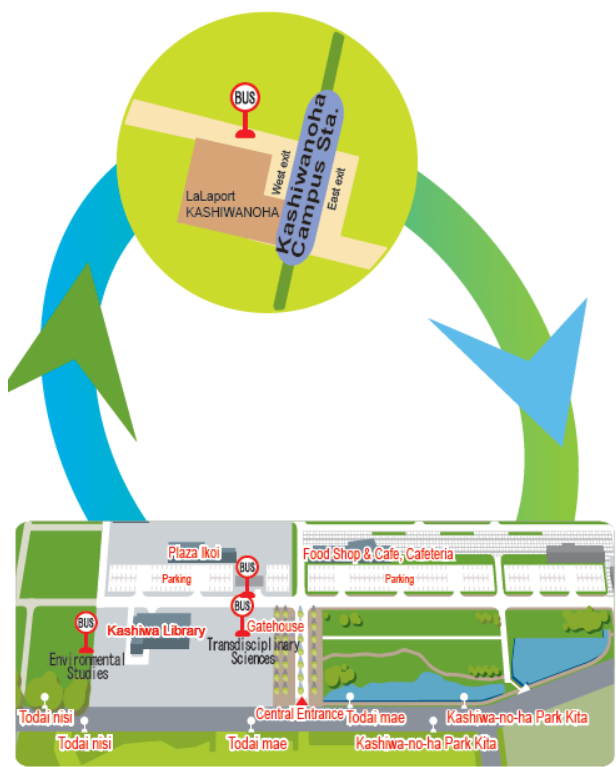 BUS
Kashiwanoha
Campus Sta.
West exit
East exit
LaLaport
KASHIWANOHA
Plaza Ikoi
Food Shop & Cafe, Cafeteria
BUS
Parking
Parking
BUS
BUS
Kashiwa Library
Gatehouse
Transdisciplinary
Sciences
Environmental
Studies
Todai nisi
Central Entrance
Todai mae
Kashiwa-no-ha Park Kita
Todai nisi
Todai mae
Kashiwa-no-ha Park Kita